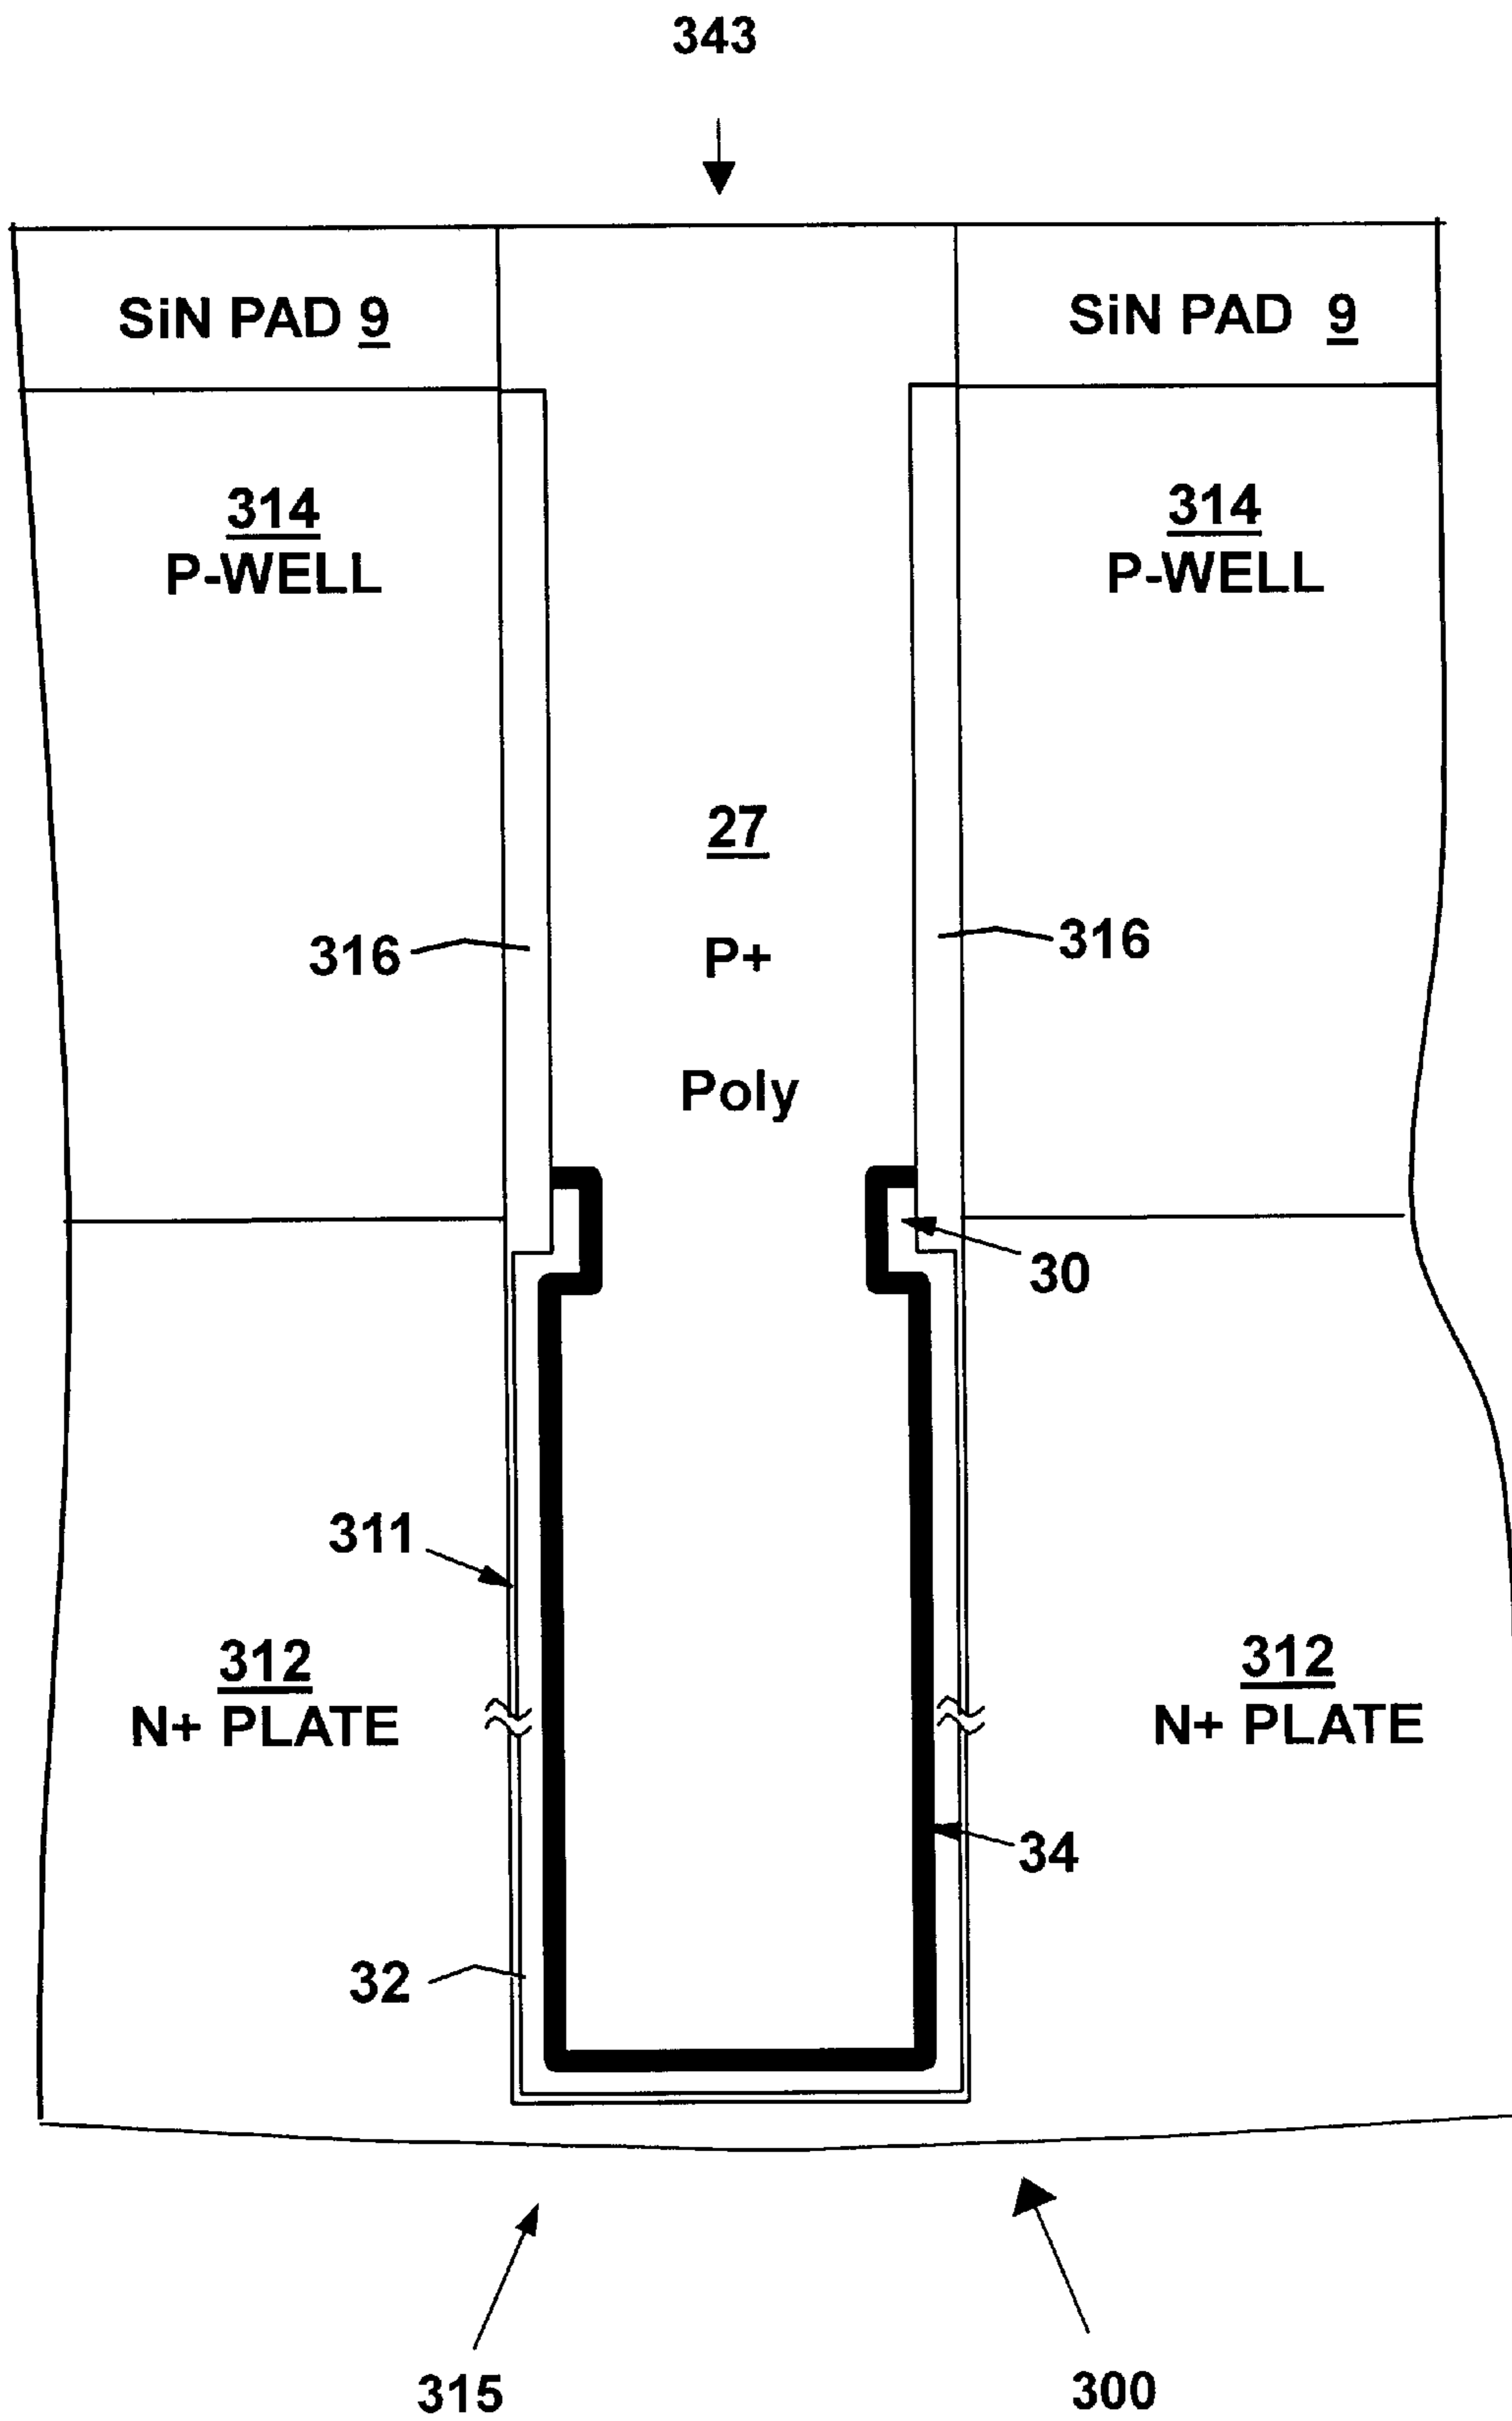 343
SiN PAD 9
SiN PAD 9
314
P-WELL
314
P-WELL
27
P+
Poly
316
316
30
311
312
N+ PLATE
312
N+ PLATE
34
32
315
300